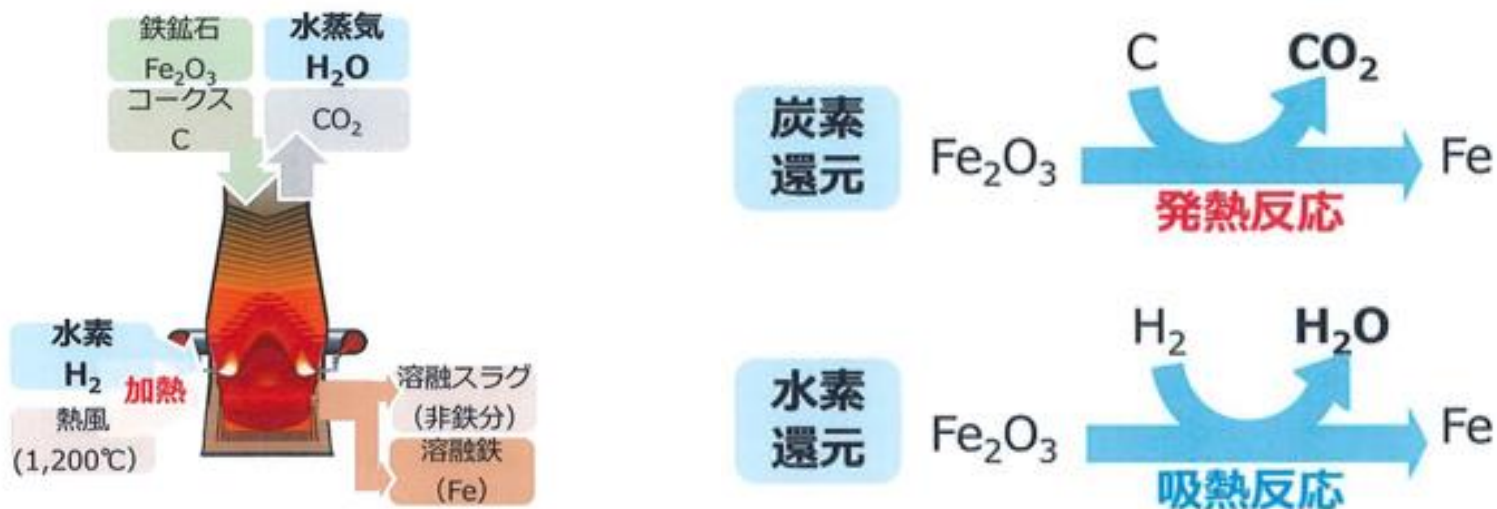 鉄鉱石
Fe₂O₃
コークス
C
水蒸気
H₂O
CO₂
水素
H₂
加熱
熱風
(1,200℃)
溶融スラグ
(非鉄分)
溶融鉄
(Fe)
炭素
還元
Fe₂O₃
C
CO₂
Fe
発熱反応
水素
還元
Fe₂O₃
H₂
H₂O
Fe
吸熱反応